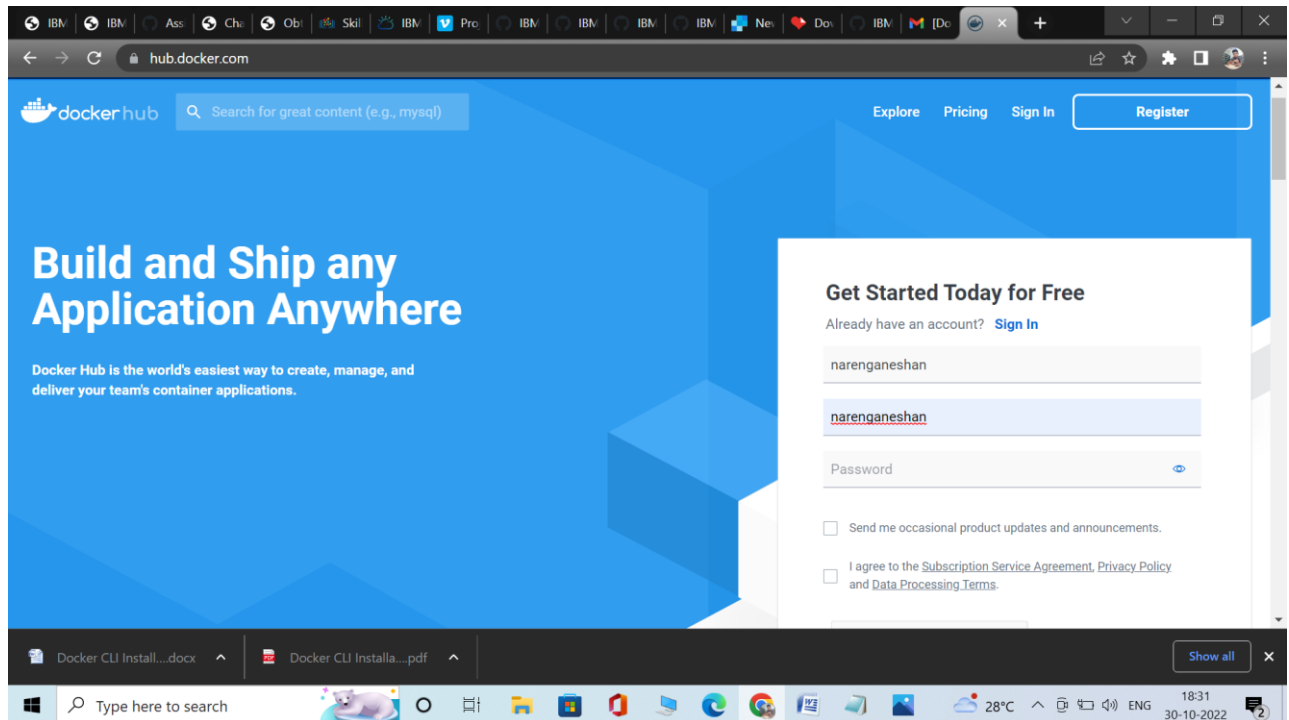 IBM IBM Ass Cha Obt Skil IBM Pro IBM IBM IBM IBM Nev Dov IBM [Do
hub.docker.com
dockerhub Search for great content (e.g., mysql) Explore Pricing Sign In Register
Build and Ship any
Application Anywhere
Docker Hub is the world's easiest way to create, manage, and
deliver your team's container applications.
Get Started Today for Free
Already have an account? Sign In
narenganeshan
narenganeshan
Password
Send me occasional product updates and announcements.
I agree to the Subscription Service Agreement, Privacy Policy
and Data Processing Terms.
Docker CLI Install....docx Docker CLI Installa....pdf Show all
Type here to search 28°C ENG 18:31
30-10-2022 2